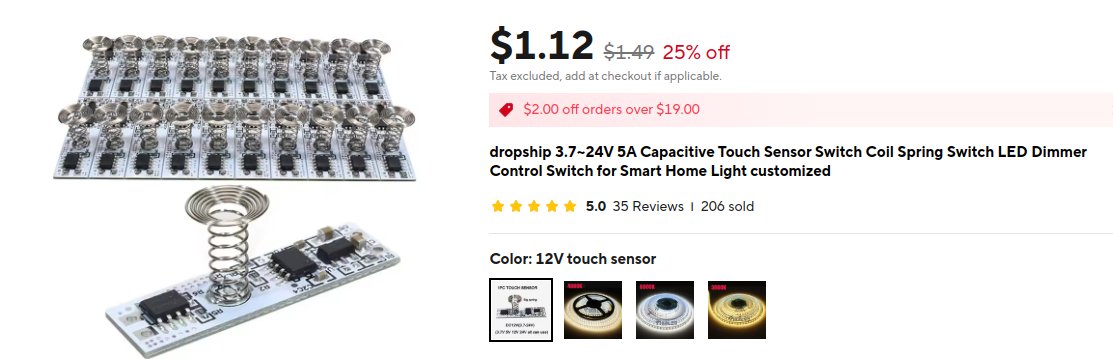 $1.12 $1.49 25% off
Tax excluded, add at checkout if applicable.
$2.00 off orders over $19.00
dropship 3.7~24V 5A Capacitive Touch Sensor Switch Coil Spring Switch LED Dimmer
Control Switch for Smart Home Light customized
5.0 35 Reviews | 206 sold
Color: 12V touch sensor
1PC TOUCH SENSOR
No wire
DC12V(3.7-24V)
(3.7V 5V 12V 24V all can use)